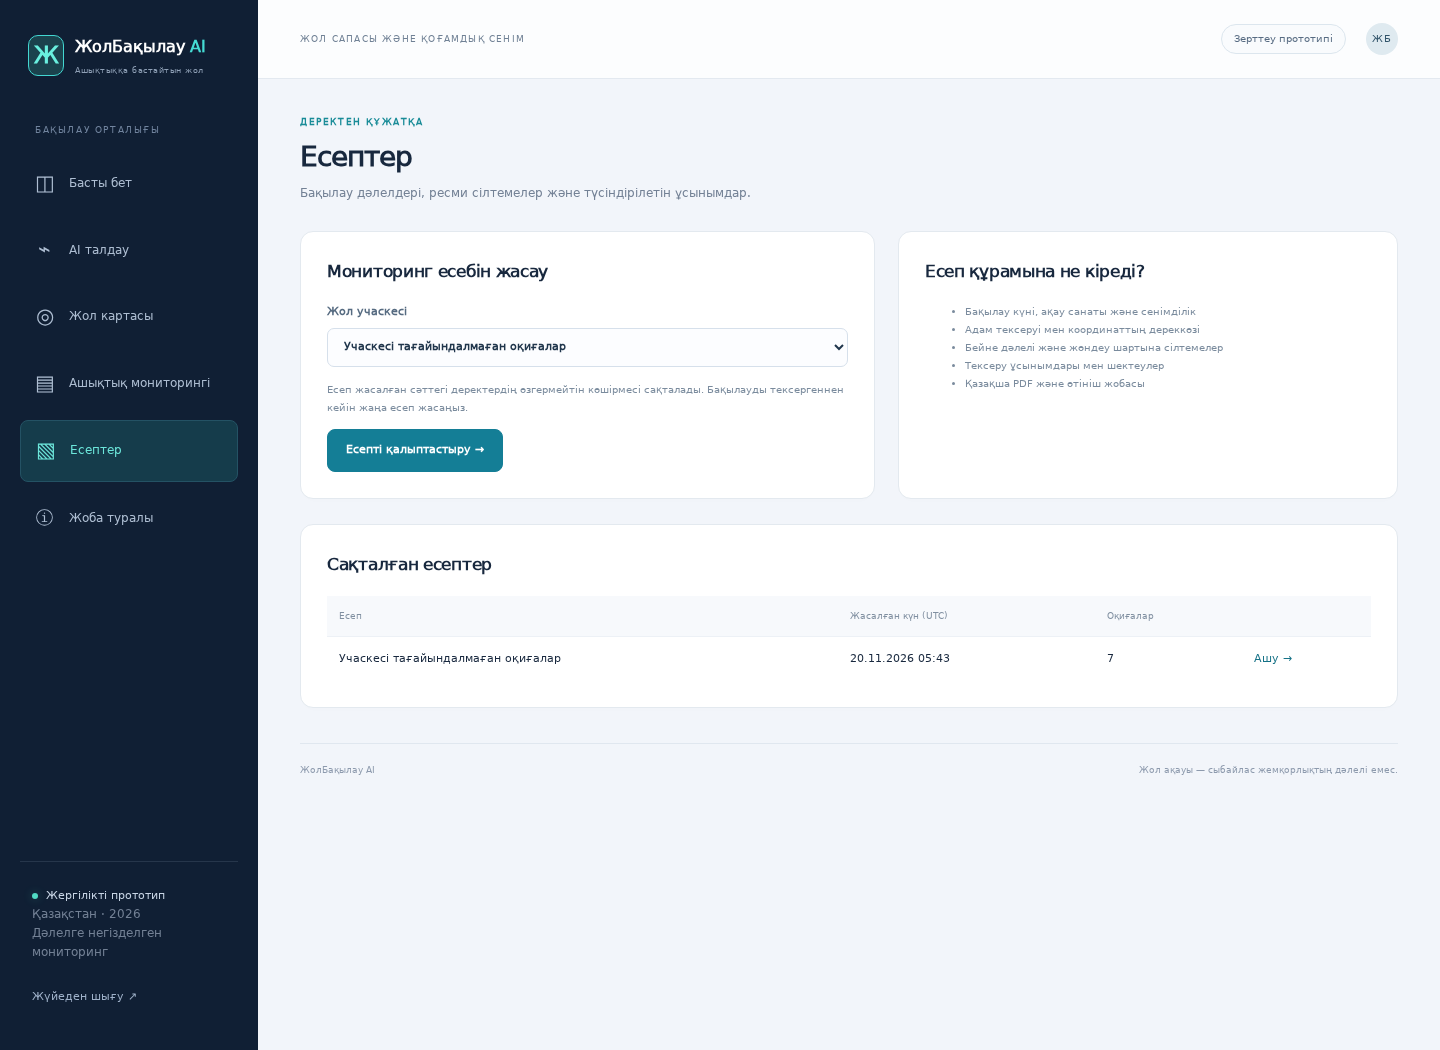 Ж
ЖолБақылау AI
Ашықтыққа бастайтын жол
БАҚЫЛАУ ОРТАЛЫҒЫ
Басты бет
AI талдау
Жол картасы
Ашықтық мониторингі
Есептер
Жоба туралы
Жергілікті прототип
Қазақстан · 2026
Дәлелге негізделген
мониторинг
Жүйеден шығу ↗
ЖОЛ САПАСЫ ЖӘНЕ ҚОҒАМДЫҚ СЕНІМ
Зерттеу прототипі
ЖБ
ДЕРЕКТЕН ҚҰЖАТҚА
Есептер
Бақылау дәлелдері, ресми сілтемелер және түсіндірілетін ұсынымдар.
Мониторинг есебін жасау
Жол учаскесі
Учаскесі тағайындалмаған оқиғалар
Есеп жасалған сәттегі деректердің өзгермейтін көшірмесі сақталады. Бақылауды тексергеннен
кейін жаңа есеп жасаңыз.
Есепті қалыптастыру →
Есеп құрамына не кіреді?
• Бақылау күні, ақау санаты және сенімділік
• Адам тексеруі мен координаттың дереккөзі
• Бейне дәлелі және жөндеу шартына сілтемелер
• Тексеру ұсынымдары мен шектеулер
• Қазақша PDF және өтініш жобасы
Сақталған есептер
Есеп Жасалған күн (UTC) Оқиғалар
Учаскесі тағайындалмаған оқиғалар 20.11.2026 05:43 7 Ашу →
ЖолБақылау AI
Жол ақауы — сыбайлас жемқорлықтың дәлелі емес.